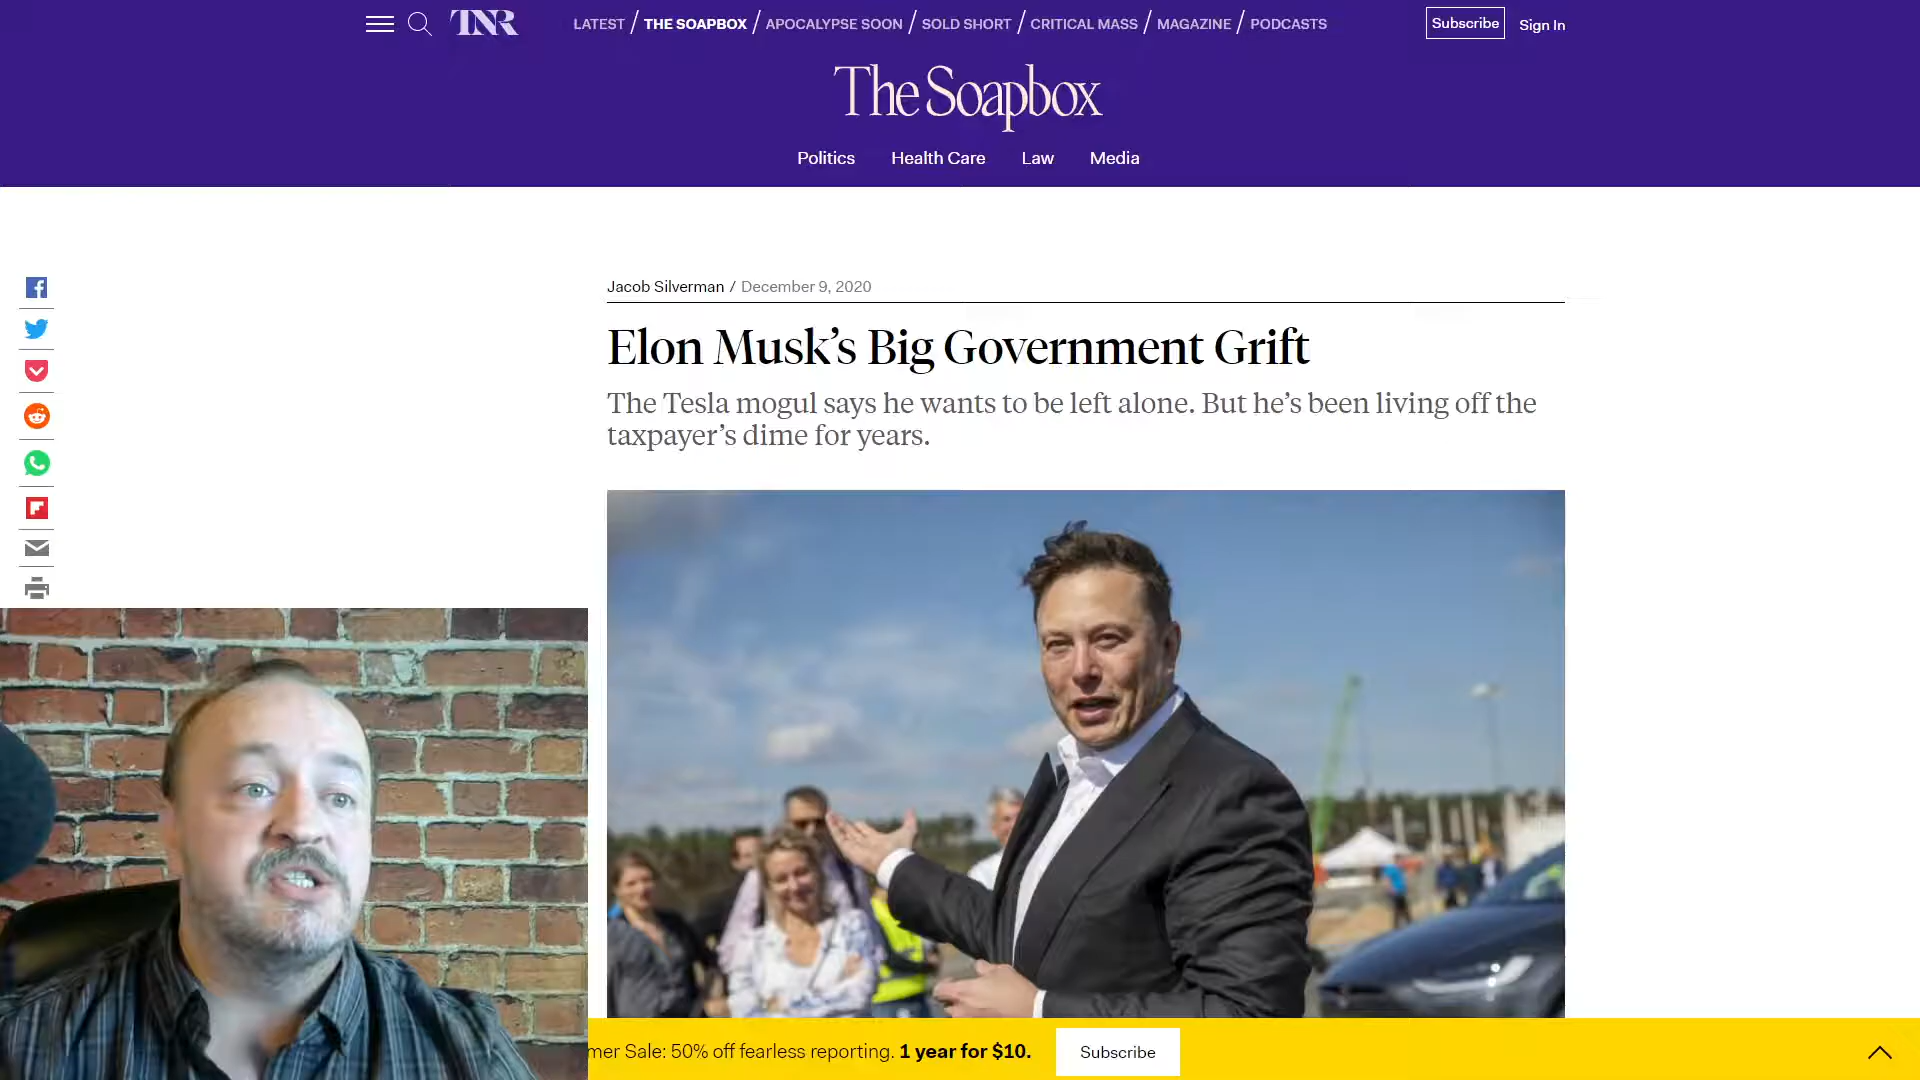 TNR
LATEST / THE SOAPBOX / APOCALYPSE SOON / SOLD SHORT / CRITICAL MASS / MAGAZINE / PODCASTS
Subscribe
Sign In
The Soapbox
Politics Health Care Law Media
Jacob Silverman / December 9, 2020
Elon Musk’s Big Government Grift
The Tesla mogul says he wants to be left alone. But he’s been living off the
taxpayer’s dime for years.
mer Sale: 50% off fearless reporting. 1 year for $10.
Subscribe